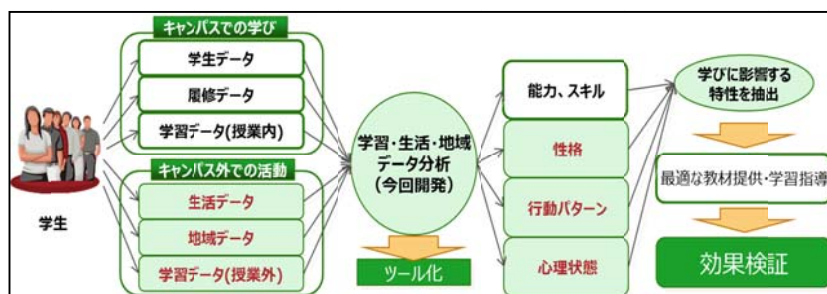 キャンパスでの学び
学生データ
履修データ
学習データ(授業内)
キャンパス外での活動
生活データ
地域データ
学習データ(授業外)
学生
学習・生活・地域
データ分析
(今回開発)
ツール化
能力、スキル
性格
行動パターン
心理状態
学びに影響する
特性を抽出
最適な教材提供・学習指導
効果検証